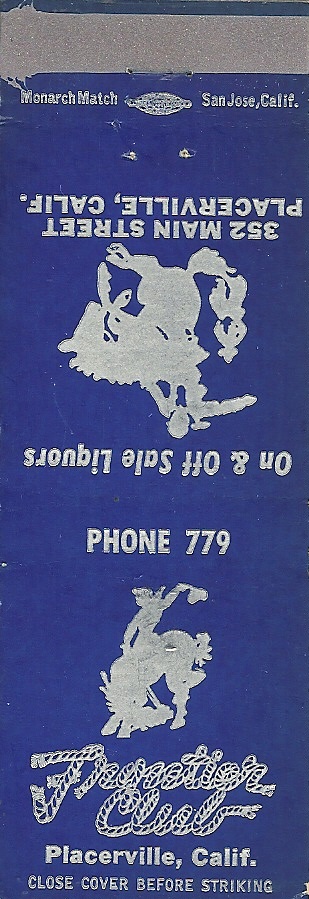 Monarch Match San Jose, Calif.
352 MAIN STREET
PLACERVILLE, CALIF.
On & Off Sale Liquors
PHONE 779
Frontier
Club
Placerville, Calif.
CLOSE COVER BEFORE STRIKING